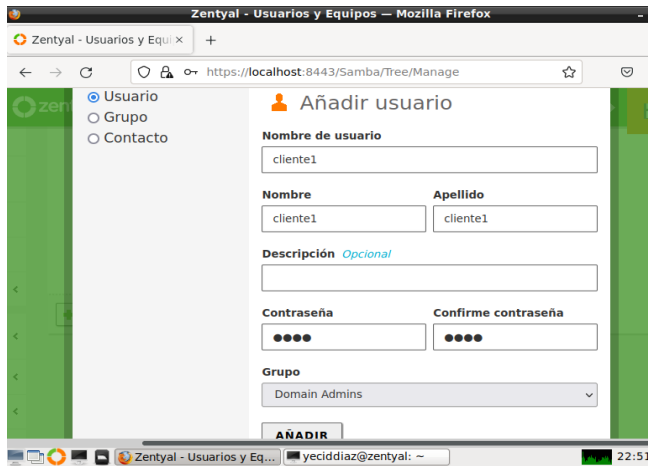 Zentyal - Usuarios y Equipos — Mozilla Firefox
Zentyal - Usuarios y Equi
https://localhost:8443/Samba/Tree/Manage
zent
Usuario
Grupo
Contacto
Añadir usuario
Nombre de usuario
cliente1
Nombre
Apellido
cliente1
cliente1
Descripción Opcional
Contraseña
Confirme contraseña
Grupo
Domain Admins
AÑADIR
Zentyal - Usuarios y Eq...
yeciddiaz@zentyal: ~
22:51